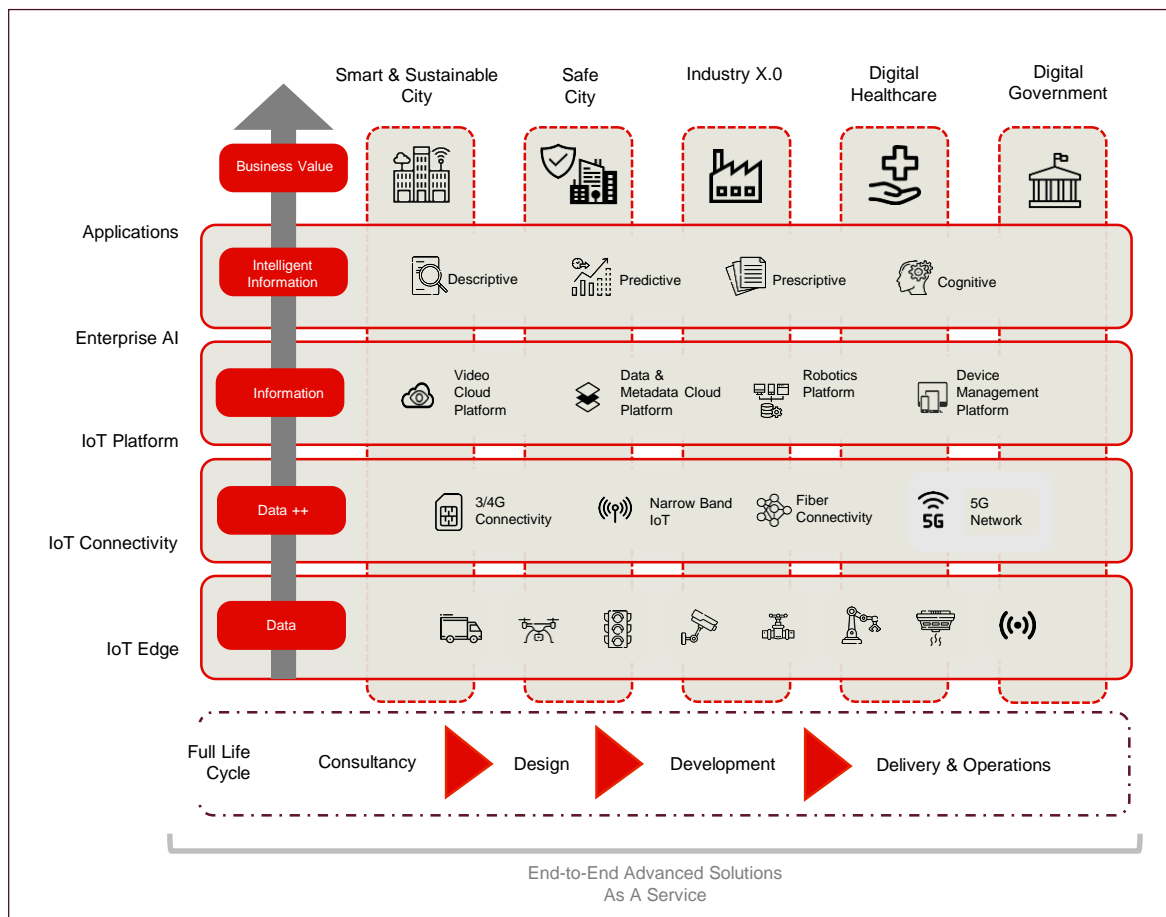 Smart & Sustainable
City
Safe
City
Industry X.0
Digital
Healthcare
Digital
Government
Business Value
Applications
Intelligent
Information
Descriptive
Predictive
Prescriptive
Cognitive
Enterprise AI
Information
Video
Cloud
Platform
Data &
Metadata Cloud
Platform
Robotics
Platform
Device
Management
Platform
IoT Platform
Data ++
3/4G
Connectivity
Narrow Band
IoT
Fiber
Connectivity
5G
5G
Network
IoT Connectivity
Data
IoT Edge
Full Life
Cycle
Consultancy
Design
Development
Delivery & Operations
End-to-End Advanced Solutions
As A Service